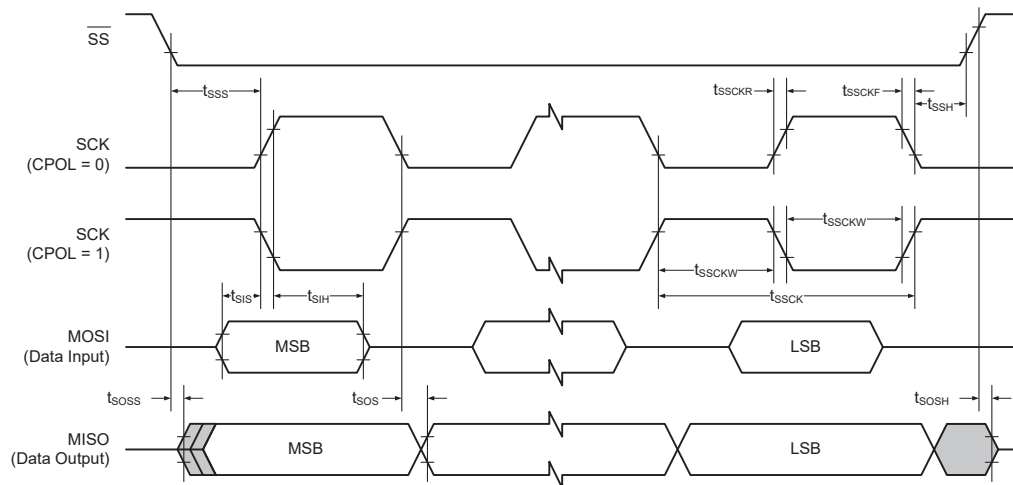 SS
tSSS
tSSCKR
tSSCKF
tSSH
SCK
(CPOL = 0)
SCK
(CPOL = 1)
tSSCKW
tSSCKW
tSIS
tSIH
tSSCK
MOSI
(Data Input)
MSB
LSB
tSOSS
tSOS
tSOSH
MISO
(Data Output)
MSB
LSB